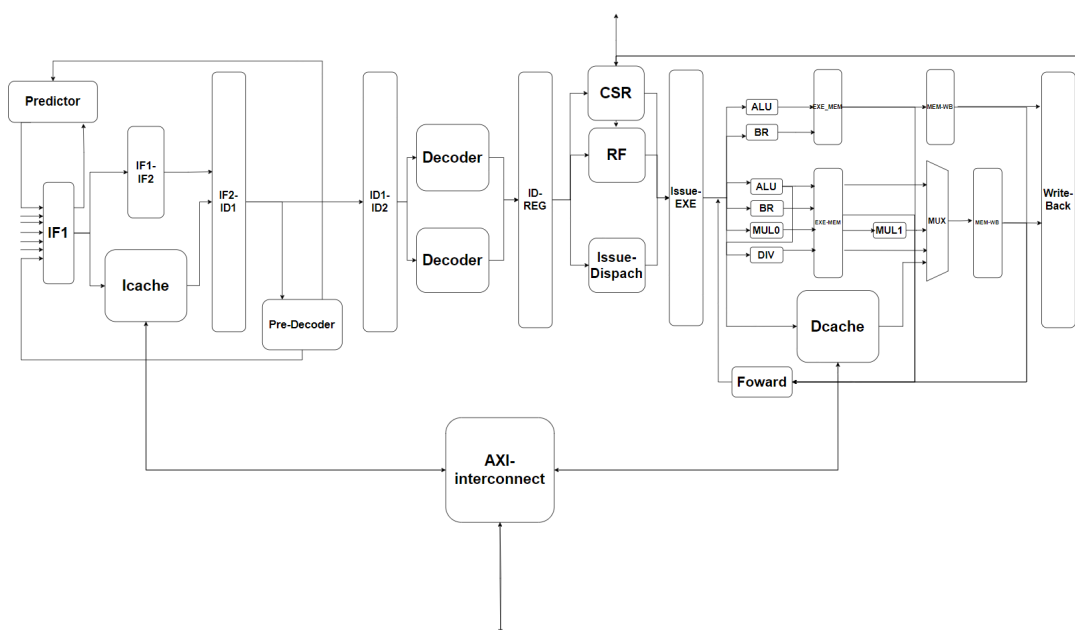 Predictor
IF1
IF1-
IF2
Icache
IF2-
ID1
Pre-Decoder
ID1-
ID2
Decoder
Decoder
ID-
REG
CSR
RF
Issue-
Dispach
Issue-
EXE
ALU
BR
EXE_MEM
MEM-WB
ALU
BR
MUL0
DIV
EXE-MEM
MUL1
MUX
MEM-WB
Write-
Back
Dcache
Foward
AXI-
interconnect